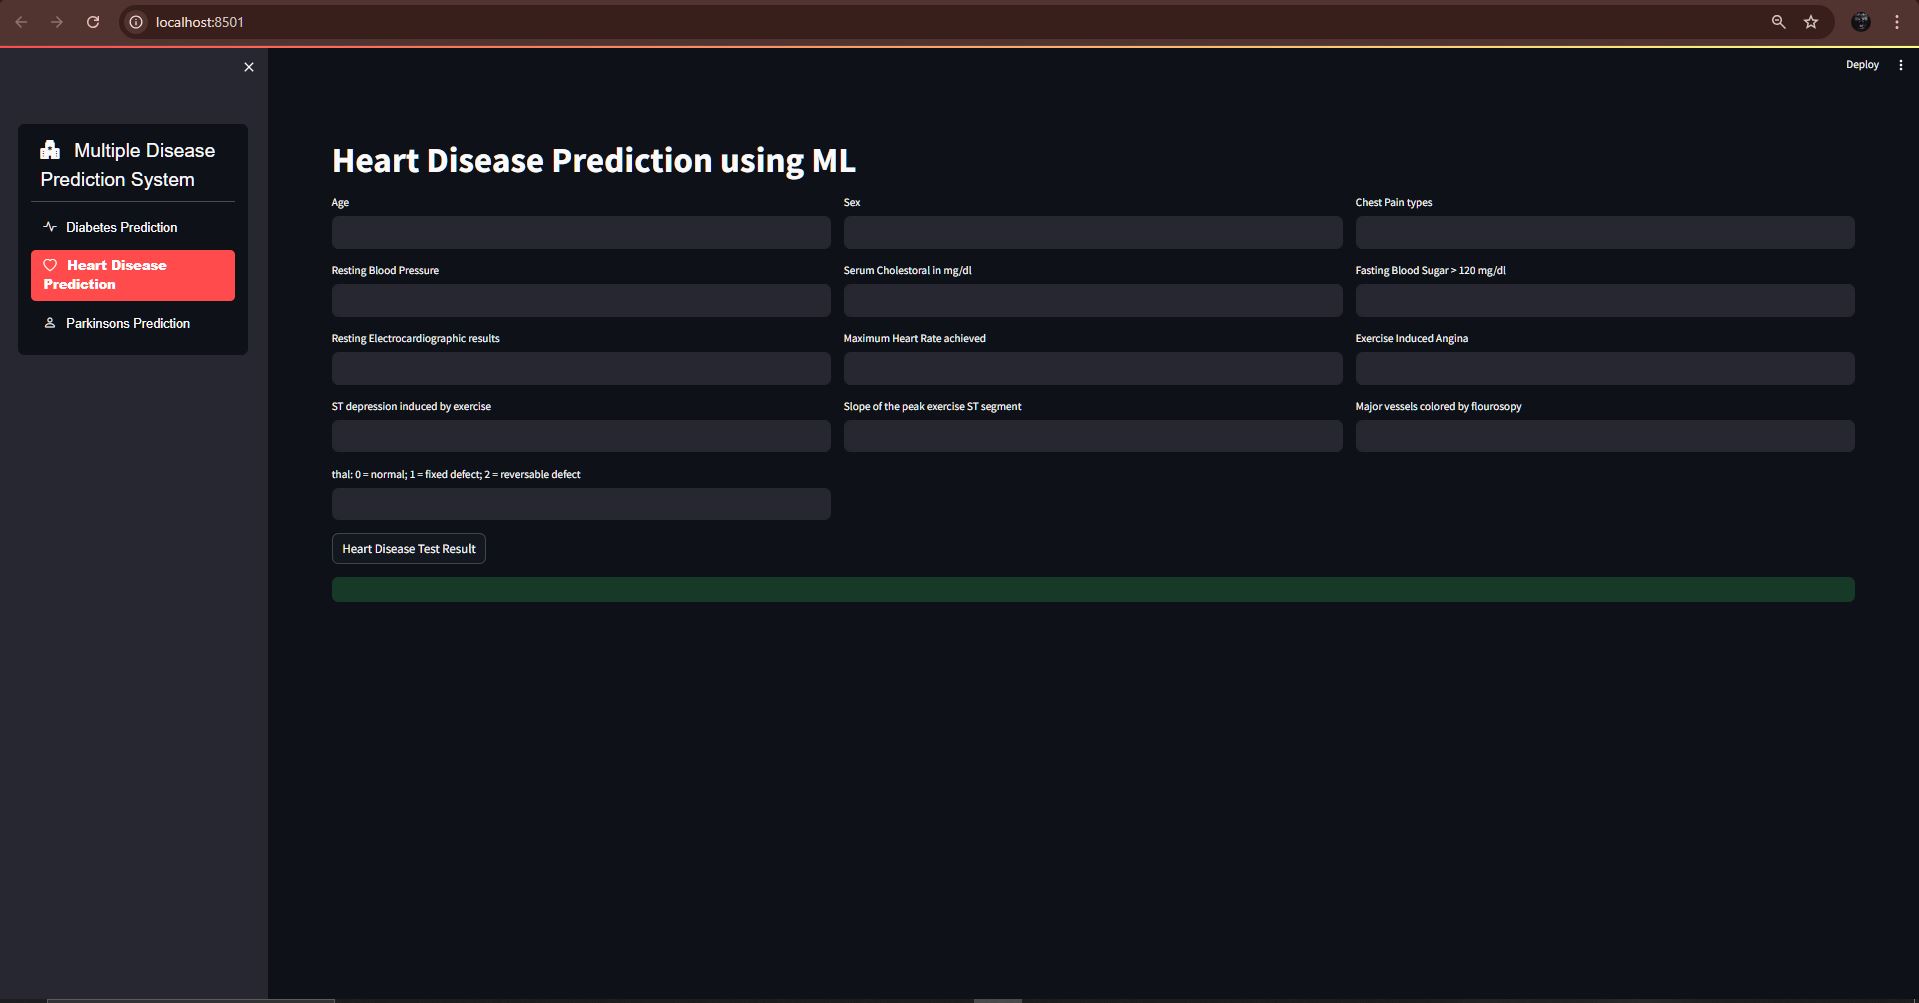 localhost:8501
Deploy
Multiple Disease
Prediction System
Diabetes Prediction
Heart Disease
Prediction
Parkinsons Prediction
Heart Disease Prediction using ML
Age
Sex
Chest Pain types
Resting Blood Pressure
Serum Cholestoral in mg/dl
Fasting Blood Sugar > 120 mg/dl
Resting Electrocardiographic results
Maximum Heart Rate achieved
Exercise Induced Angina
ST depression induced by exercise
Slope of the peak exercise ST segment
Major vessels colored by flourosopy
thal: 0 = normal; 1 = fixed defect; 2 = reversable defect
Heart Disease Test Result